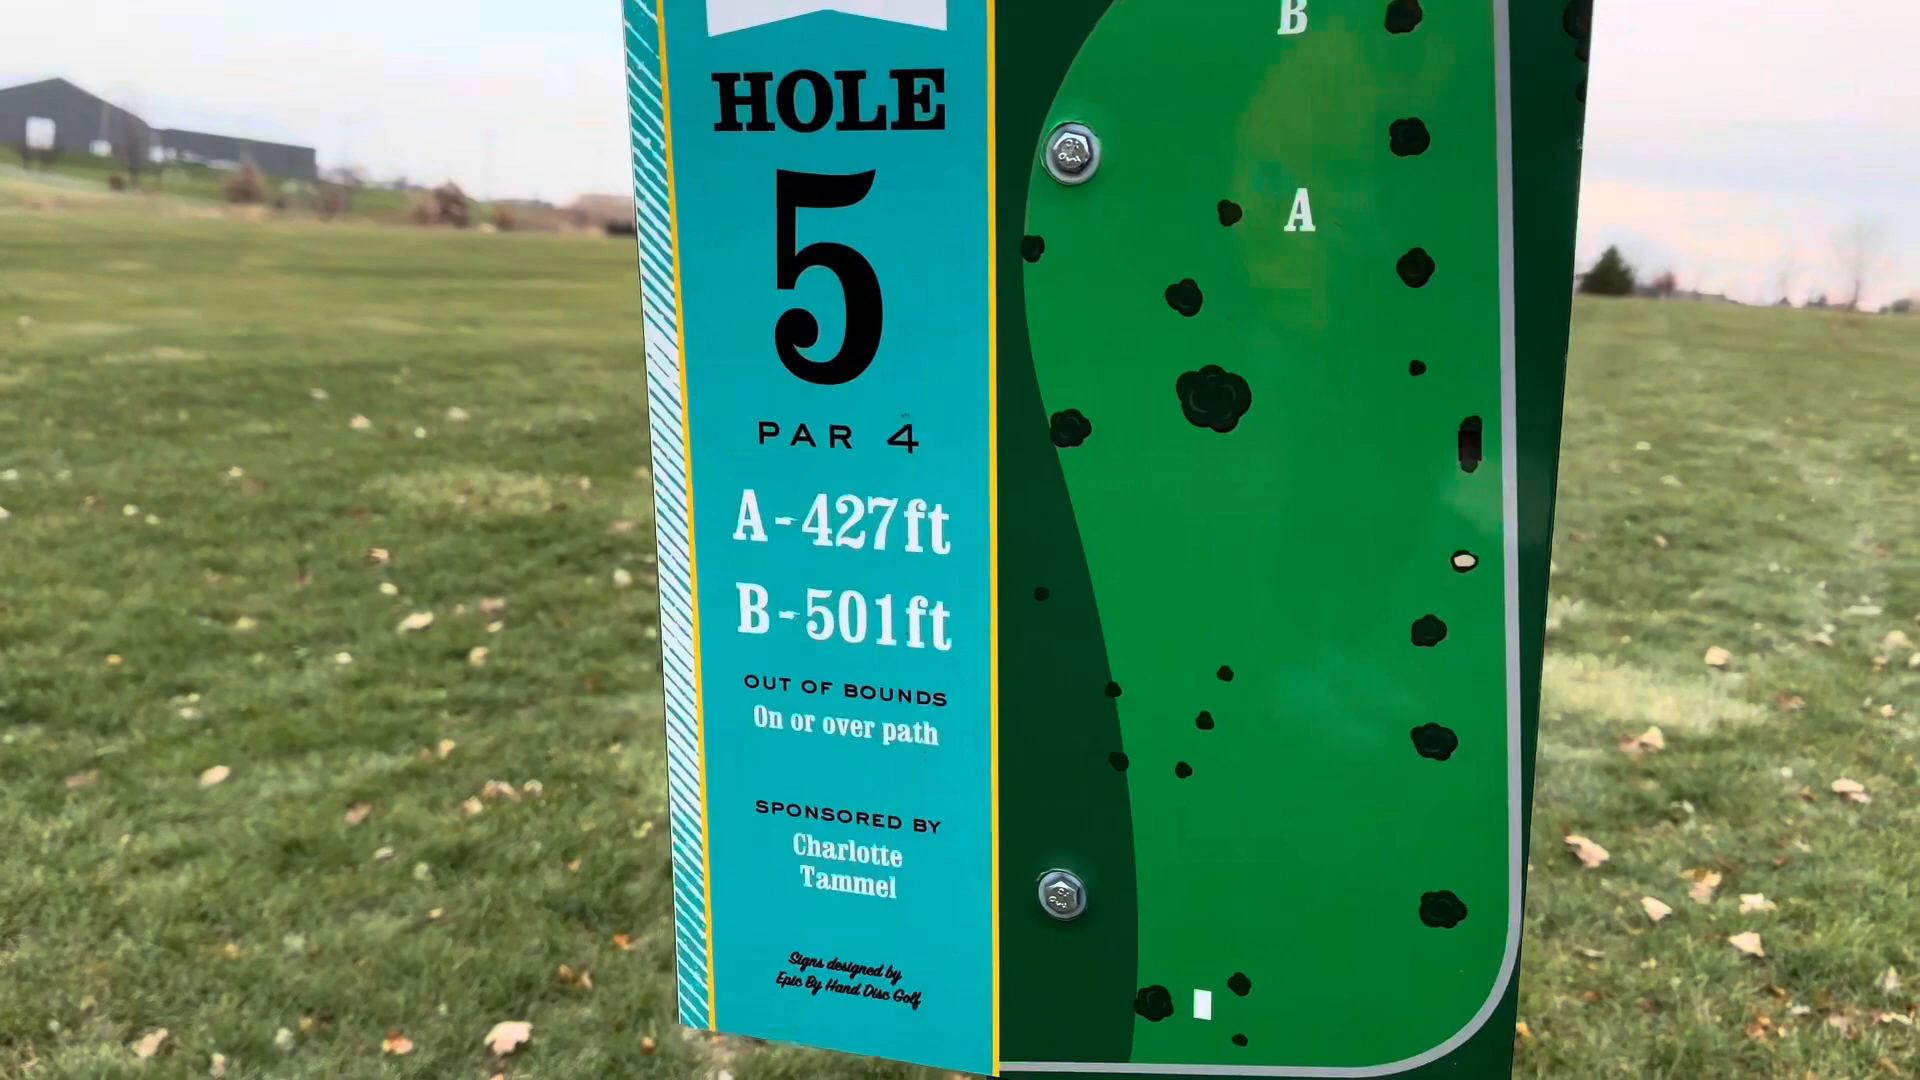 HOLE
5
PAR 4
A-427ft
B-501ft
OUT OF BOUNDS
On or over path
SPONSORED BY
Charlotte
Tammel
Signs designed by
Epic By Hand Disc Golf
B
A